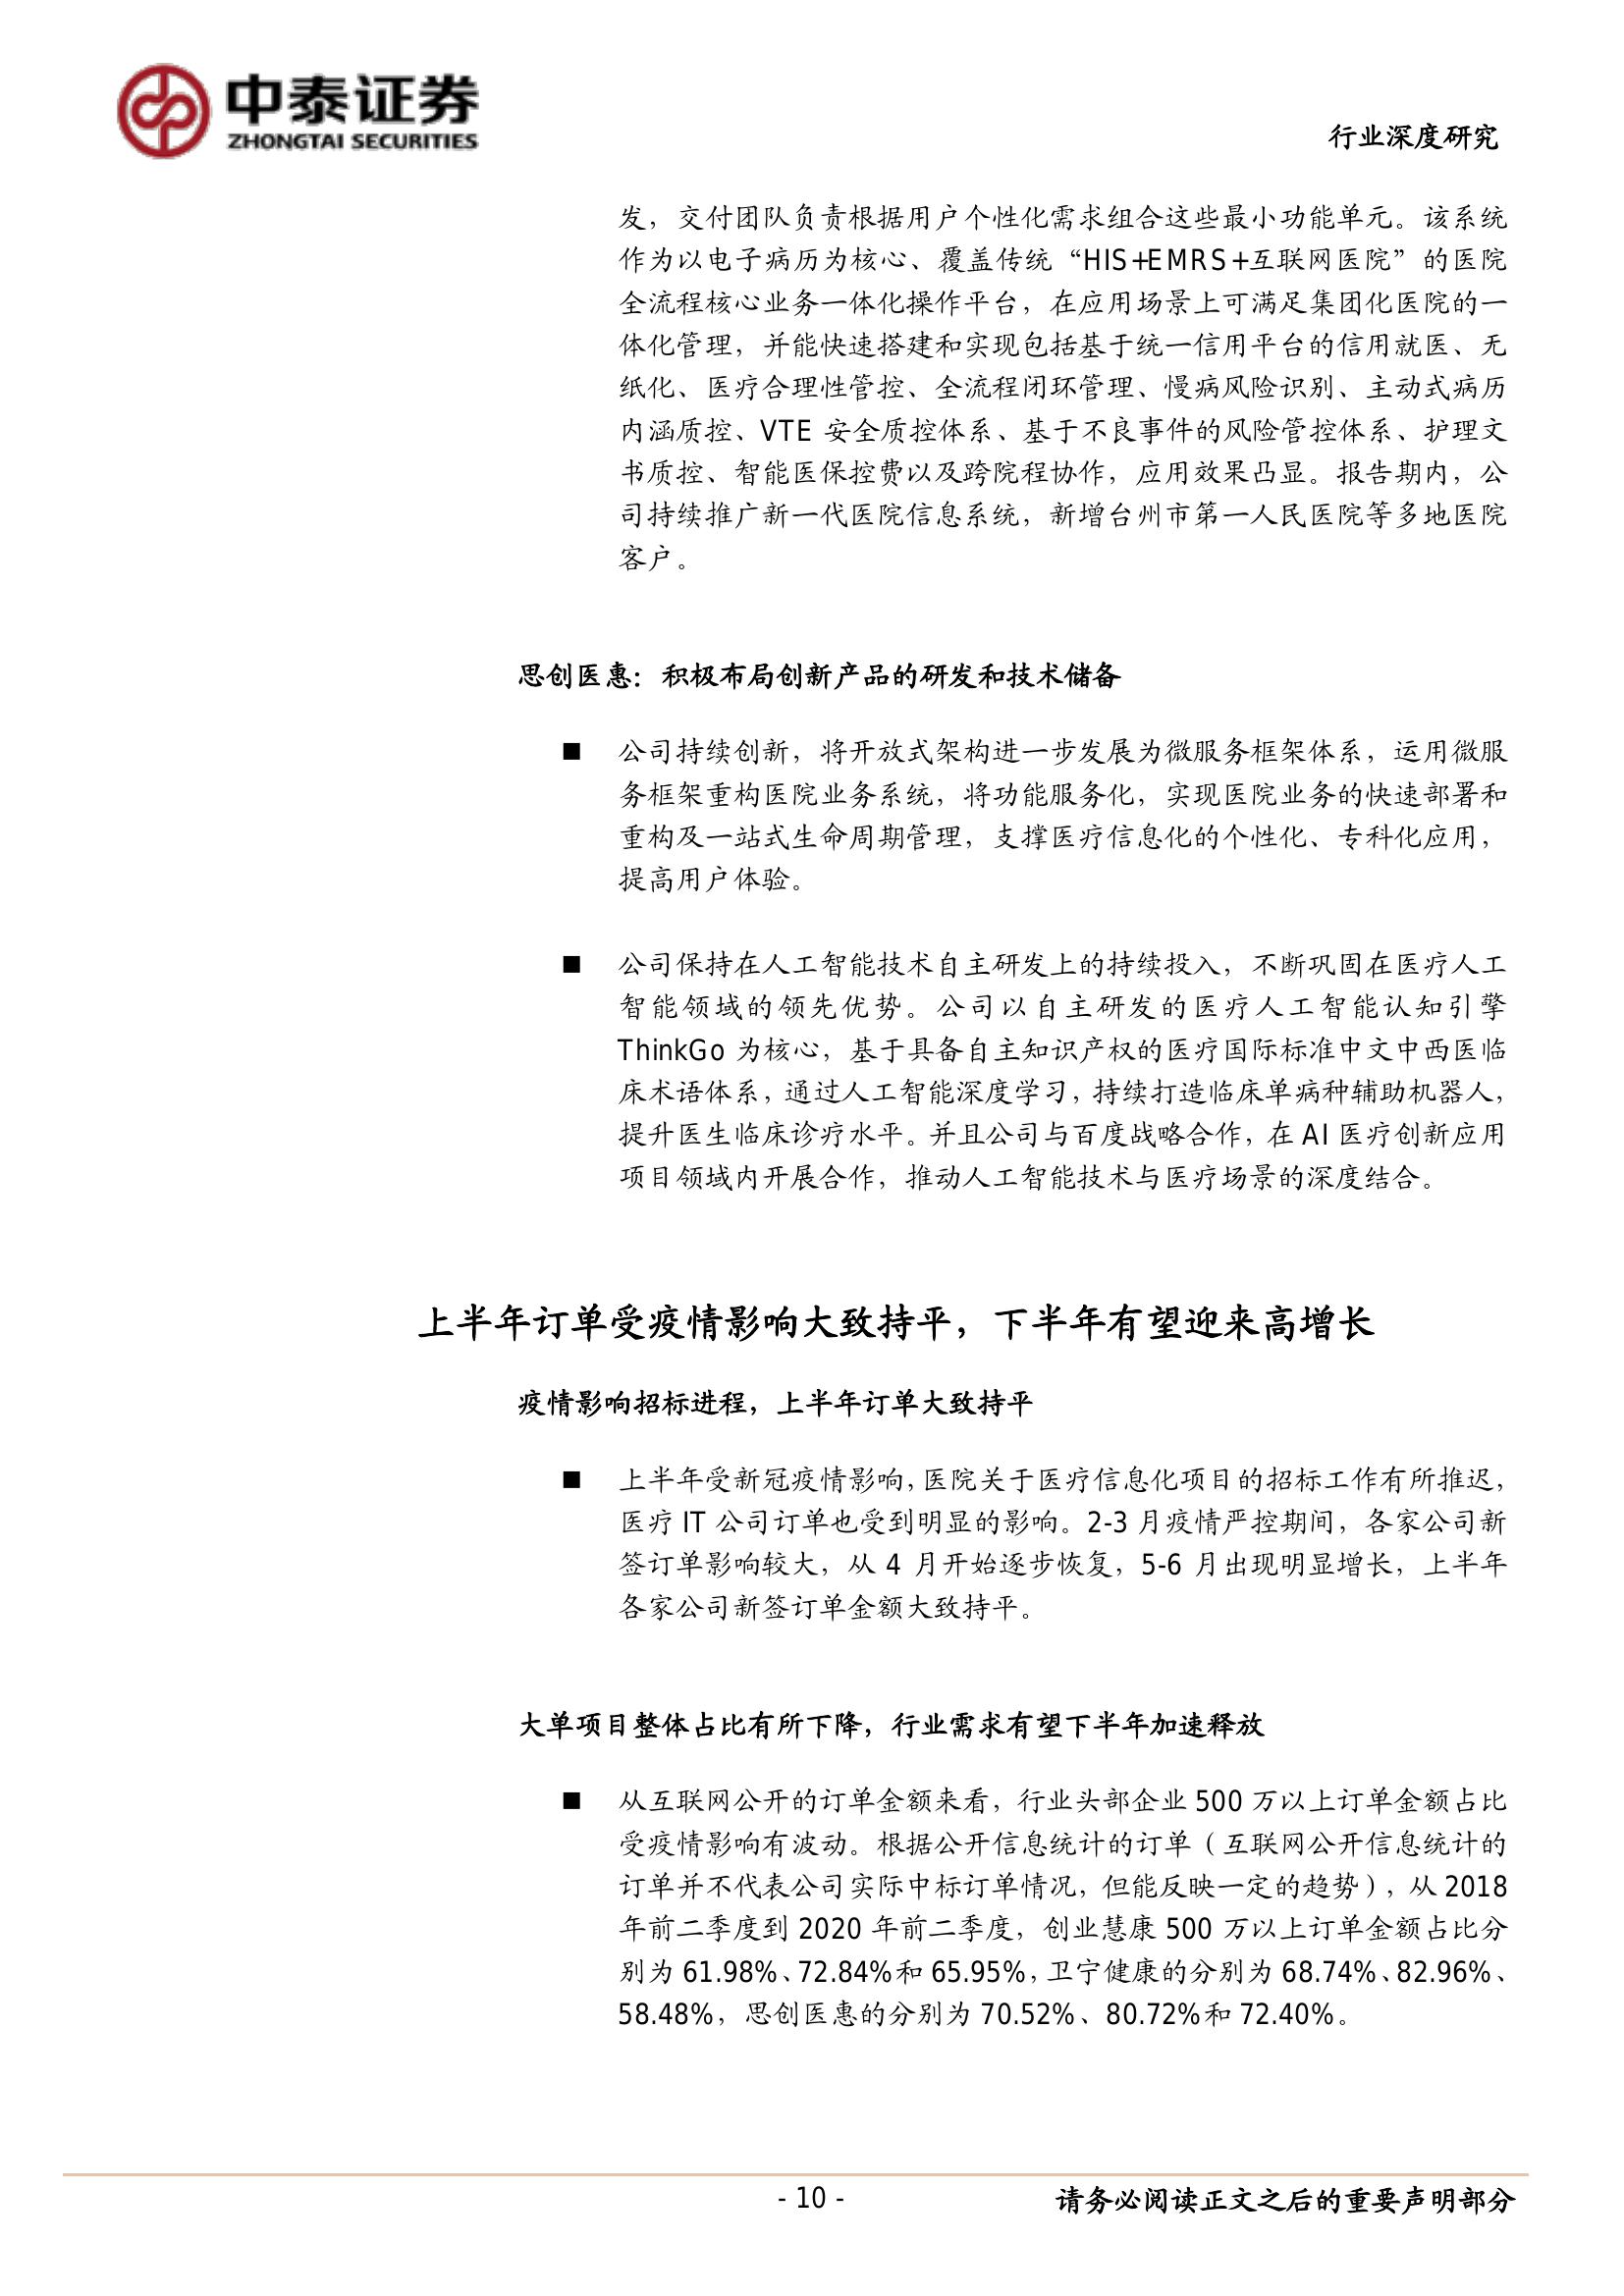 中泰证券
ZHONGTAI SECURITIES
行业深度研究
发，交付团队负责根据用户个性化需求组合这些最小功能单元。该系统
作为以电子病历为核心、覆盖传统“HIS+EMRS+互联网医院”的医院
全流程核心业务一体化操作平台，在应用场景上可满足集团化医院的一
体化管理，并能快速搭建和实现包括基于统一信用平台的信用就医、无
纸化、医疗合理性管控、全流程闭环管理、慢病风险识别、主动式病历
内涵质控、VTE 安全质控体系、基于不良事件的风险管控体系、护理文
书质控、智能医保控费以及跨院程协作，应用效果凸显。报告期内，公
司持续推广新一代医院信息系统，新增台州市第一人民医院等多地医院
客户。
思创医惠：积极布局创新产品的研发和技术储备
■ 公司持续创新，将开放式架构进一步发展为微服务框架体系，运用微服
务框架重构医院业务系统，将功能服务化，实现医院业务的快速部署和
重构及一站式生命周期管理，支撑医疗信息化的个性化、专科化应用，
提高用户体验。
■ 公司保持在人工智能技术自主研发上的持续投入，不断巩固在医疗人工
智能领域的领先优势。公司以自主研发的医疗人工智能认知引擎
ThinkGo 为核心，基于具备自主知识产权的医疗国际标准中文中西医临
床术语体系，通过人工智能深度学习，持续打造临床单病种辅助机器人，
提升医生临床诊疗水平。并且公司与百度战略合作，在 AI 医疗创新应用
项目领域内开展合作，推动人工智能技术与医疗场景的深度结合。
上半年订单受疫情影响大致持平，下半年有望迎来高增长
疫情影响招标进程，上半年订单大致持平
■ 上半年受新冠疫情影响，医院关于医疗信息化项目的招标工作有所推迟，
医疗 IT 公司订单也受到明显的影响。2-3 月疫情严控期间，各家公司新
签订单影响较大，从 4 月开始逐步恢复，5-6 月出现明显增长，上半年
各家公司新签订单金额大致持平。
大单项目整体占比有所下降，行业需求有望下半年加速释放
■ 从互联网公开的订单金额来看，行业头部企业 500 万以上订单金额占比
受疫情影响有波动。根据公开信息统计的订单（互联网公开信息统计的
订单并不代表公司实际中标订单情况，但能反映一定的趋势），从 2018
年前二季度到 2020 年前二季度，创业慧康 500 万以上订单金额占比分
别为 61.98%、72.84%和 65.95%，卫宁健康的分别为 68.74%、82.96%、
58.48%，思创医惠的分别为 70.52%、80.72%和 72.40%。
- 10 -
请务必阅读正文之后的重要声明部分